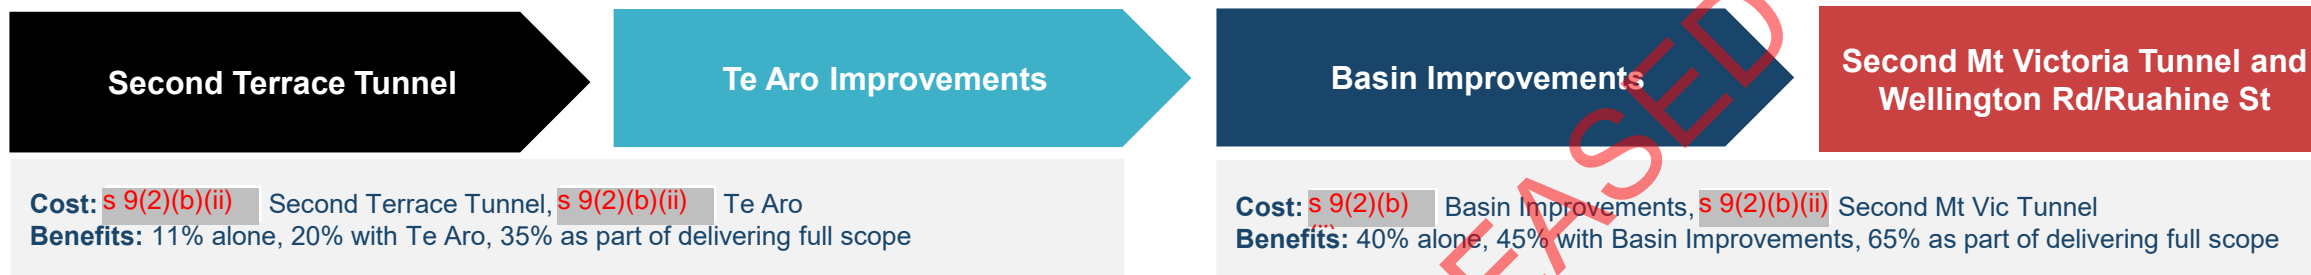 Second Terrace Tunnel
Te Aro Improvements
Basin Improvements
Second Mt Victoria Tunnel and
Wellington Rd/Ruahine St
Cost: s 9(2)(b)(ii) Second Terrace Tunnel, s 9(2)(b)(ii) Te Aro
Benefits: 11% alone, 20% with Te Aro, 35% as part of delivering full scope
Cost: s 9(2)(b) Basin Improvements, s 9(2)(b)(ii) Second Mt Vic Tunnel
Benefits: 40% alone, 45% with Basin Improvements, 65% as part of delivering full scope
EASED